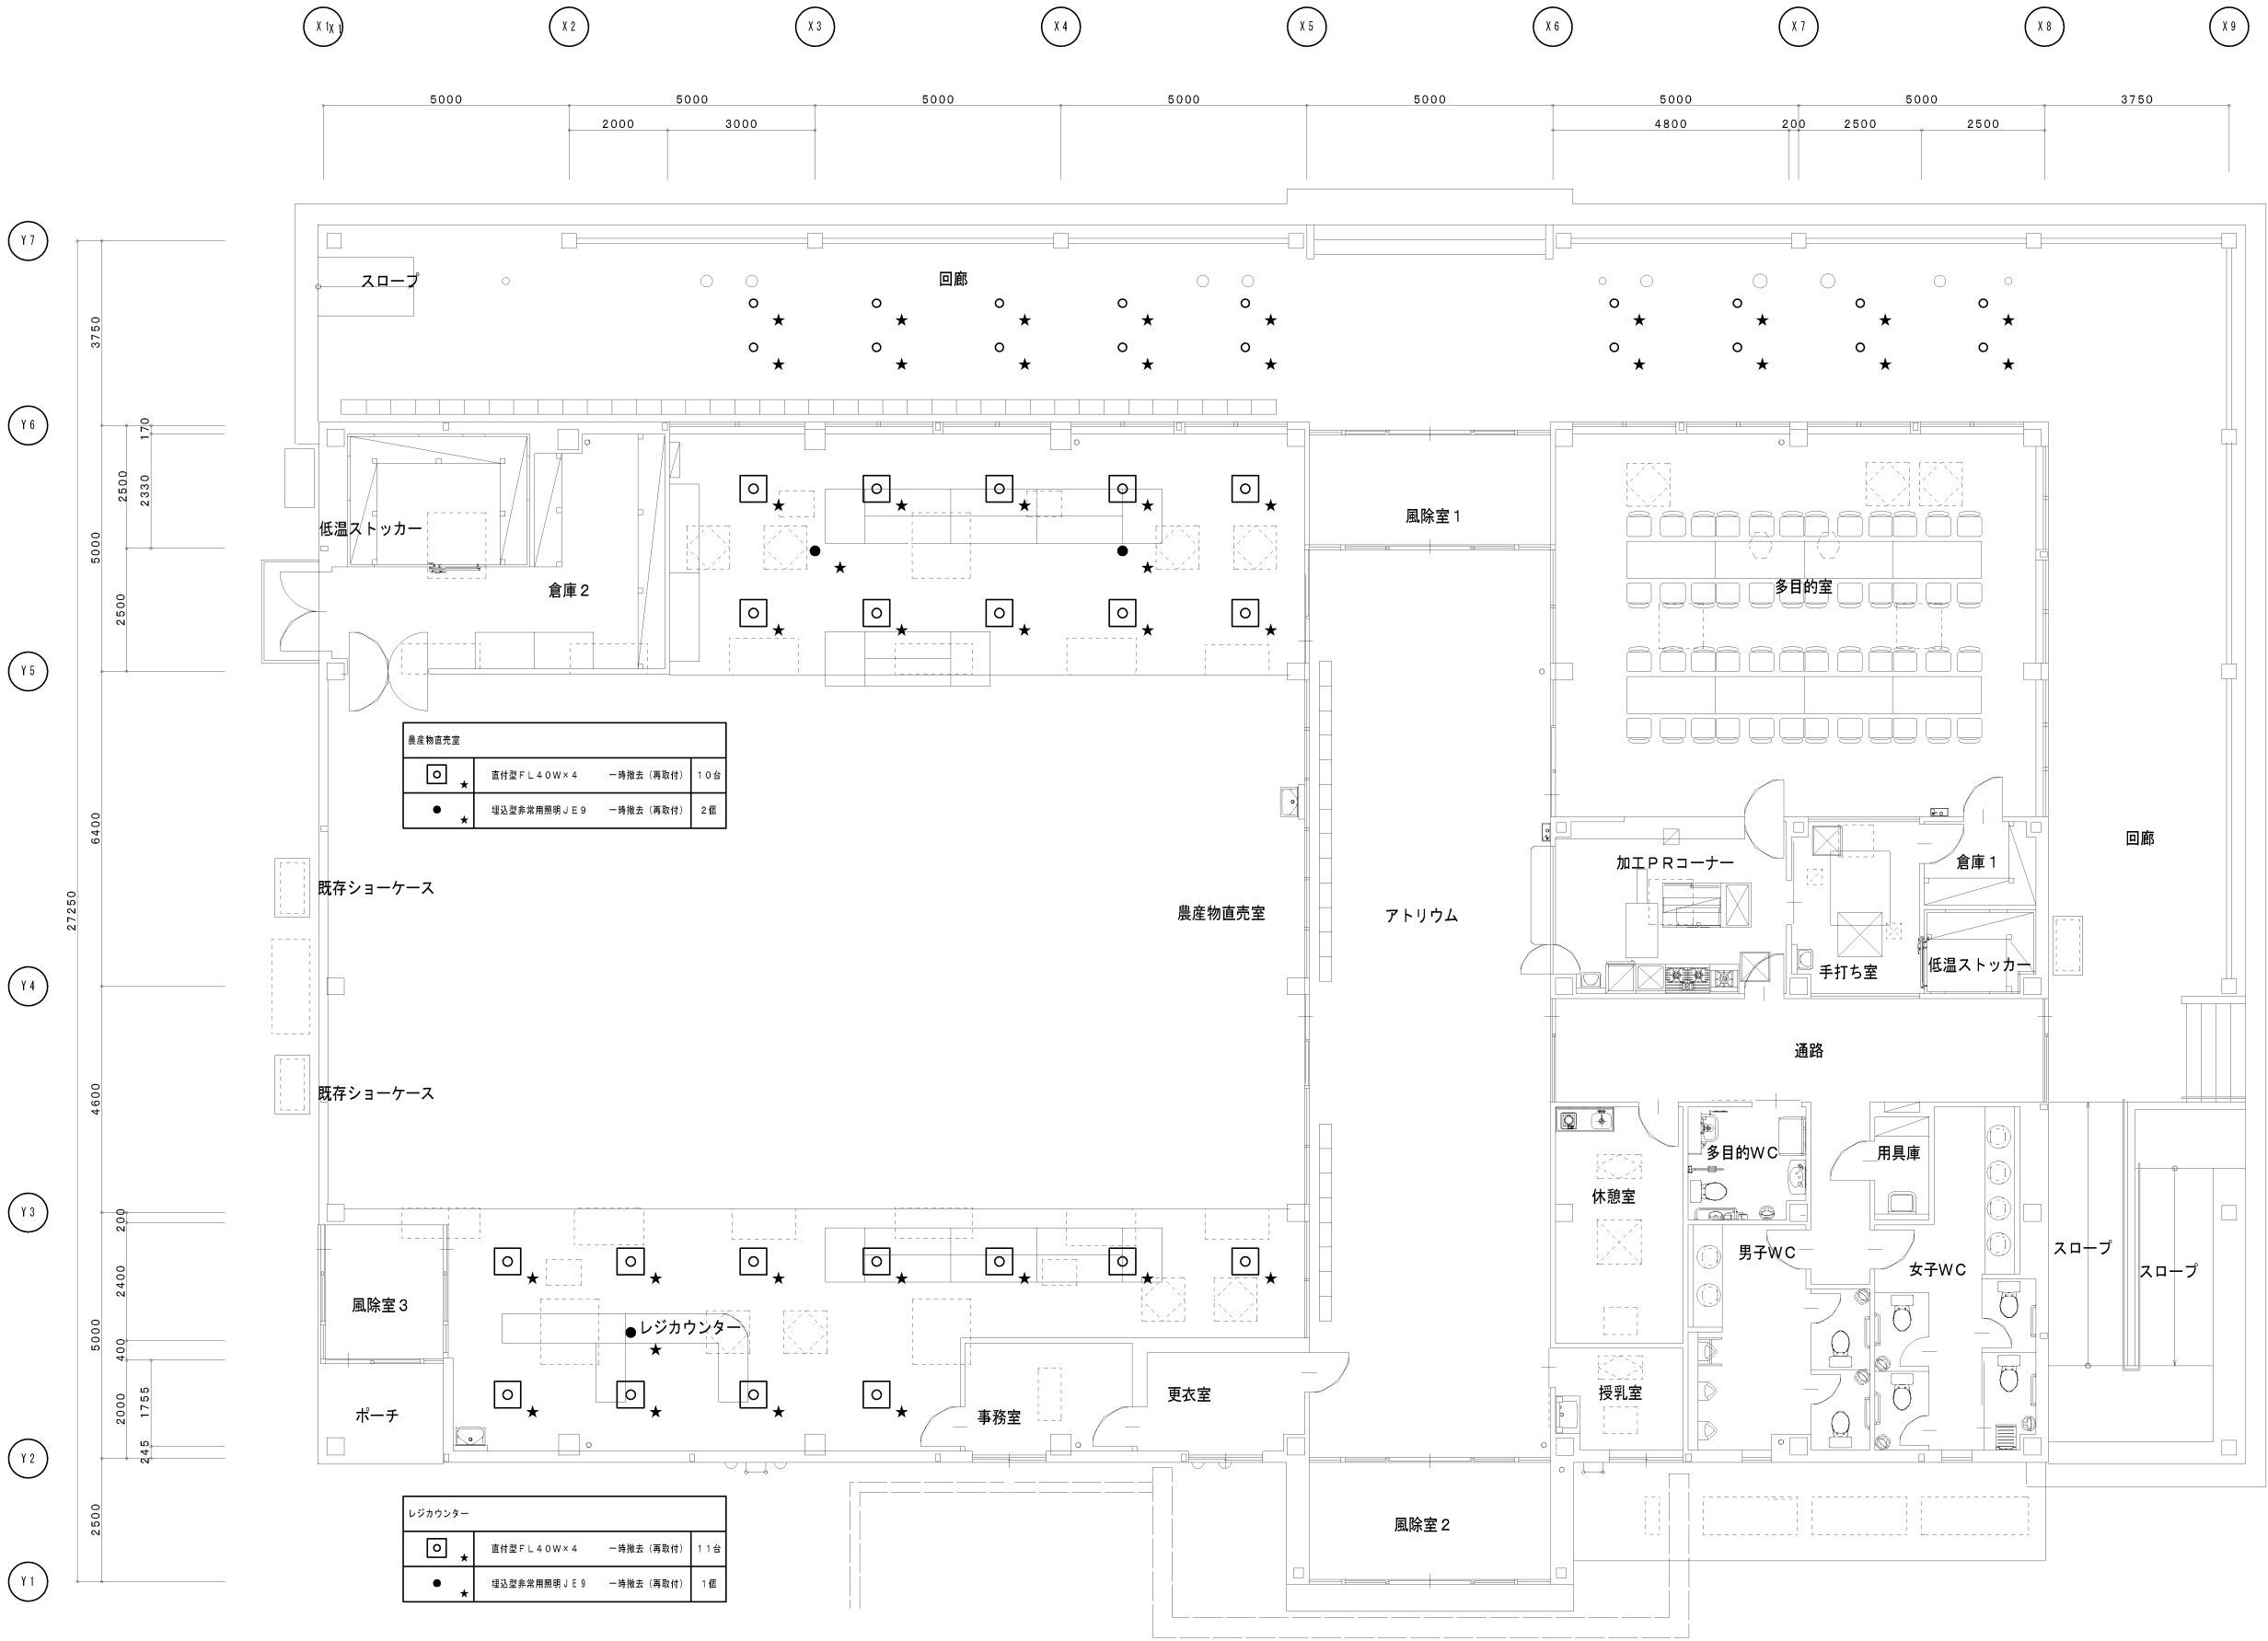 X1 X1 X2 X3 X4 X5 X6 X7 X8 X9
5000 5000 5000 5000 5000 5000 5000 3750
2000 3000 4800 200 2500 2500
Y7
スロープ 回廊
3750
Y6
170
2500 2330
低温ストッカー 風除室1
5000
倉庫2 多目的室
2500
Y5
農産物直売室
直付型FL40W×4 一時撤去(再取付) 10台
埋込型非常用照明JE9 一時撤去(再取付) 2個
6400
回廊
加工PRコーナー 倉庫1
既存ショーケース
27250
農産物直売室 アトリウム
手打ち室 低温ストッカー
Y4
通路
4600
既存ショーケース
多目的WC 用具庫
休憩室
Y3
200
男子WC 女子WC スロープ スロープ
2400
風除室3 レジカウンター
5000
400
更衣室 授乳室
2000 1755
ポーチ 事務室
245
Y2
レジカウンター
2500
風除室2
直付型FL40W×4 一時撤去(再取付) 11台
埋込型非常用照明JE9 一時撤去(再取付) 1個
Y1